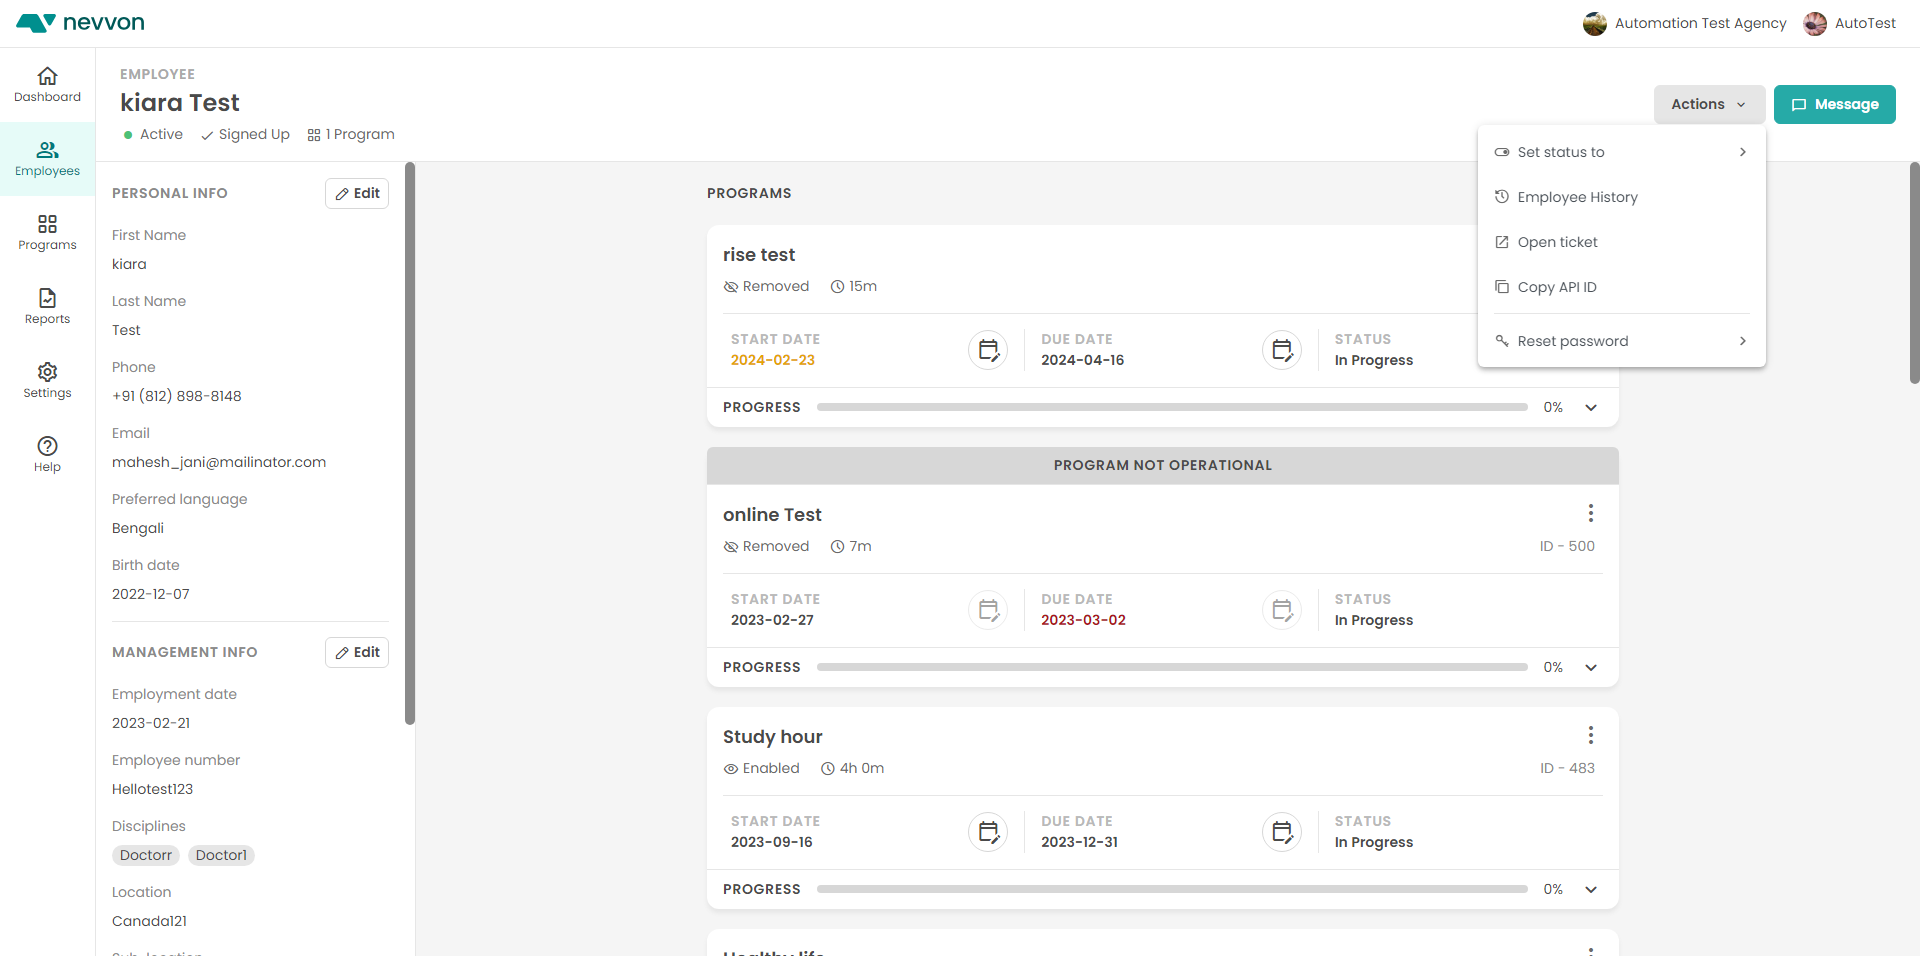 nevvon
Automation Test Agency
AutoTest
Dashboard
Employees
Programs
Reports
Settings
Help
EMPLOYEE
kiara Test
Active
Signed Up
1 Program
Actions
Message
Set status to
Employee History
Open ticket
Copy API ID
Reset password
PERSONAL INFO
Edit
First Name
kiara
Last Name
Test
Phone
+91 (812) 898-8148
Email
mahesh_jani@mailinator.com
Preferred language
Bengali
Birth date
2022-12-07
MANAGEMENT INFO
Edit
Employment date
2023-02-21
Employee number
Hellotest123
Disciplines
Doctorr Doctor1
Location
Canada121
PROGRAMS
rise test
Removed 15m
START DATE
2024-02-23
DUE DATE
2024-04-16
STATUS
In Progress
PROGRESS 0%
PROGRAM NOT OPERATIONAL
online Test
Removed 7m
ID - 500
START DATE
2023-02-27
DUE DATE
2023-03-02
STATUS
In Progress
PROGRESS 0%
Study hour
Enabled 4h 0m
ID - 483
START DATE
2023-09-16
DUE DATE
2023-12-31
STATUS
In Progress
PROGRESS 0%
Healthy life